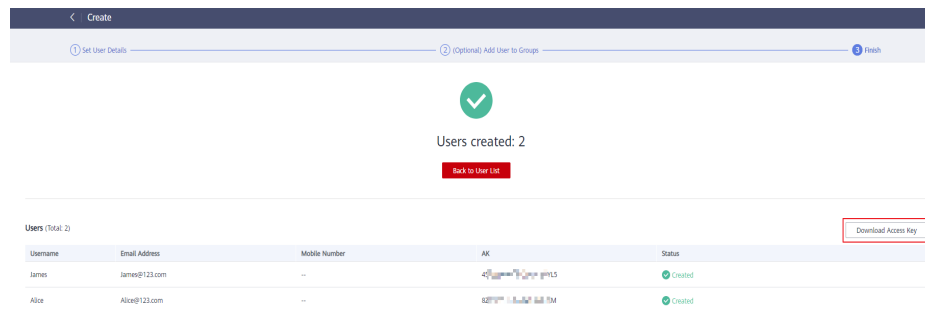 Create
1 Set User Details 2 (Optional) Add User to Groups 3 Finish
Users created: 2
Back to User List
Users (Total: 2)
Download Access Key
Username Email Address Mobile Number AK Status
James James@123.com -- Created
Alice Alice@123.com -- Created